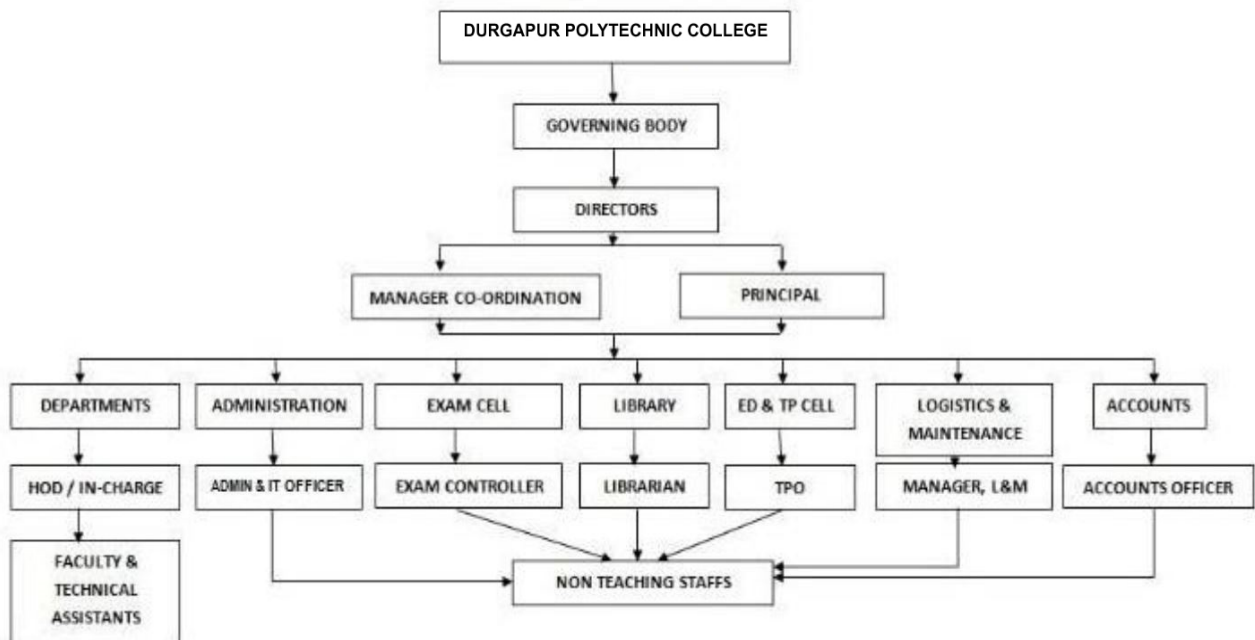 DURGAPUR POLYTECHNIC COLLEGE
GOVERNING BODY
DIRECTORS
MANAGER CO-ORDINATION
PRINCIPAL
DEPARTMENTS
ADMINISTRATION
EXAM CELL
LIBRARY
ED & TP CELL
LOGISTICS &
MAINTENANCE
ACCOUNTS
HOD / IN-CHARGE
ADMIN & IT OFFICER
EXAM CONTROLLER
LIBRARIAN
TPO
MANAGER, L&M
ACCOUNTS OFFICER
FACULTY &
TECHNICAL
ASSISTANTS
NON TEACHING STAFFS